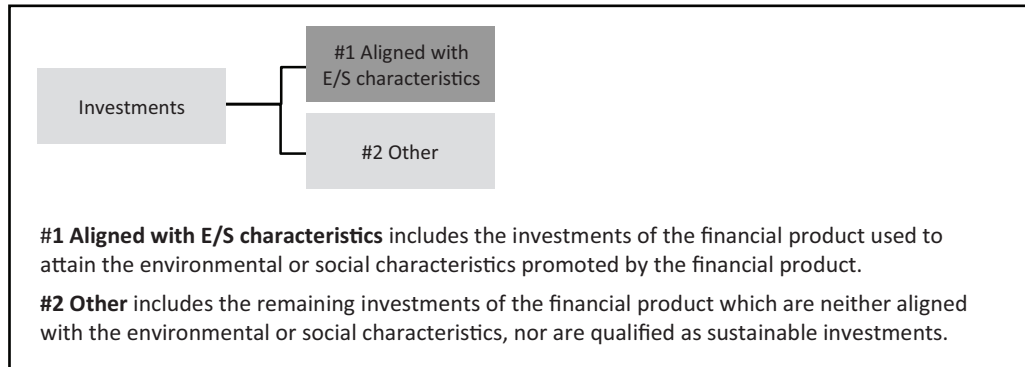 #1 Aligned with
E/S characteristics
Investments
#2 Other
#1 Aligned with E/S characteristics includes the investments of the financial product used to
attain the environmental or social characteristics promoted by the financial product.
#2 Other includes the remaining investments of the financial product which are neither aligned
with the environmental or social characteristics, nor are qualified as sustainable investments.